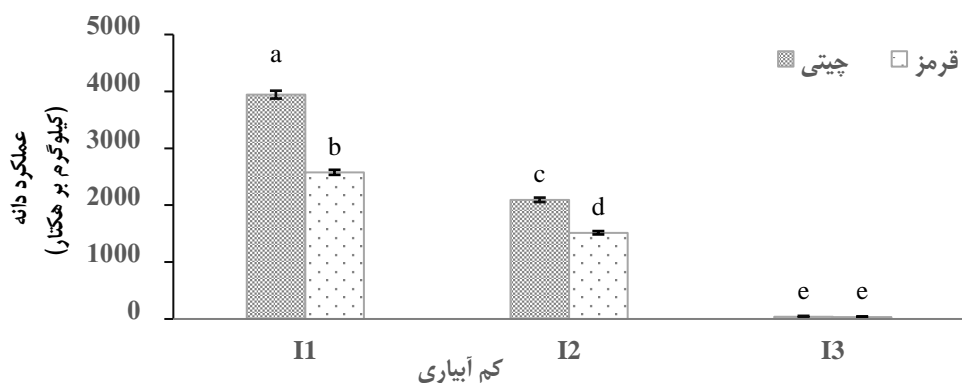 5000
4000
3000
2000
1000
0
عملکرد دانه
(کیلوگرم بر هکتار)
a
b
c
d
e
e
چیتی
قرمز
I1
I2
I3
کم آبیاری